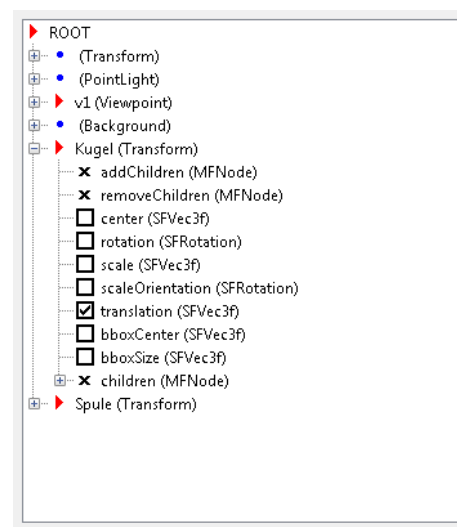 ROOT
(Transform)
(PointLight)
v1 (Viewpoint)
(Background)
Kugel (Transform)
addChildren (MFNode)
removeChildren (MFNode)
center (SFVec3f)
rotation (SFRotation)
scale (SFVec3f)
scaleOrientation (SFRotation)
translation (SFVec3f)
bboxCenter (SFVec3f)
bboxSize (SFVec3f)
children (MFNode)
Spule (Transform)